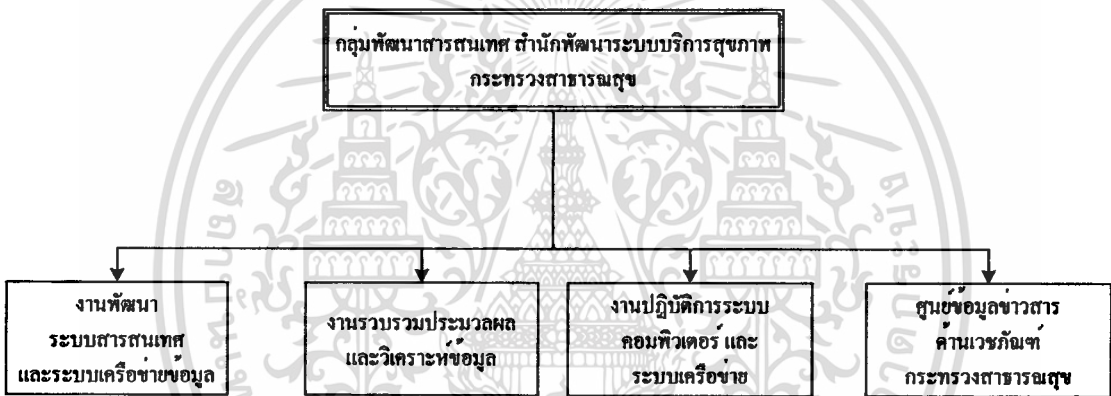 กลุ่มพัฒนาสารสนเทศ สำนักพัฒนาระบบบริการสุขภาพ
กระทรวงสาธารณสุข
งานพัฒนา
ระบบสารสนเทศ
และระบบเครือข่ายข้อมูล
งานรวบรวมประมวลผล
และวิเคราะห์ข้อมูล
งานปฏิบัติการระบบ
คอมพิวเตอร์ และ
ระบบเครือข่าย
ศูนย์ข้อมูลข่าวสาร
ด้านเวชภัณฑ์
กระทรวงสาธารณสุข